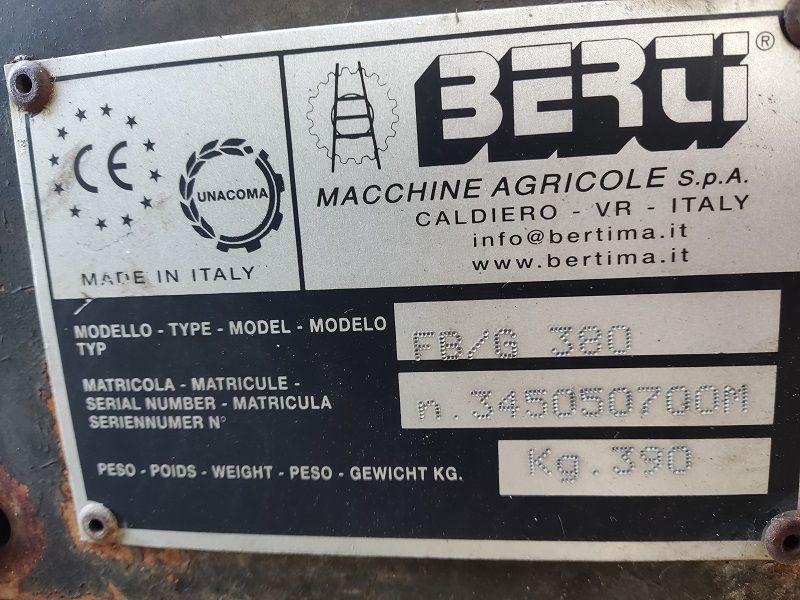 CE
UNACOMA
MADE IN ITALY
BERTI®
MACCHINE AGRICOLE S.p.A.
CALDIERO - VR - ITALY
info@bertima.it
www.bertima.it
MODELLO - TYPE - MODEL - MODELO
TYP
FB/G 380
MATRICOLA - MATRICULE -
SERIAL NUMBER - MATRICULA
SERIENNUMER N°
n.345050700M
PESO - POIDS - WEIGHT - PESO - GEWICHT KG.
Kg.390